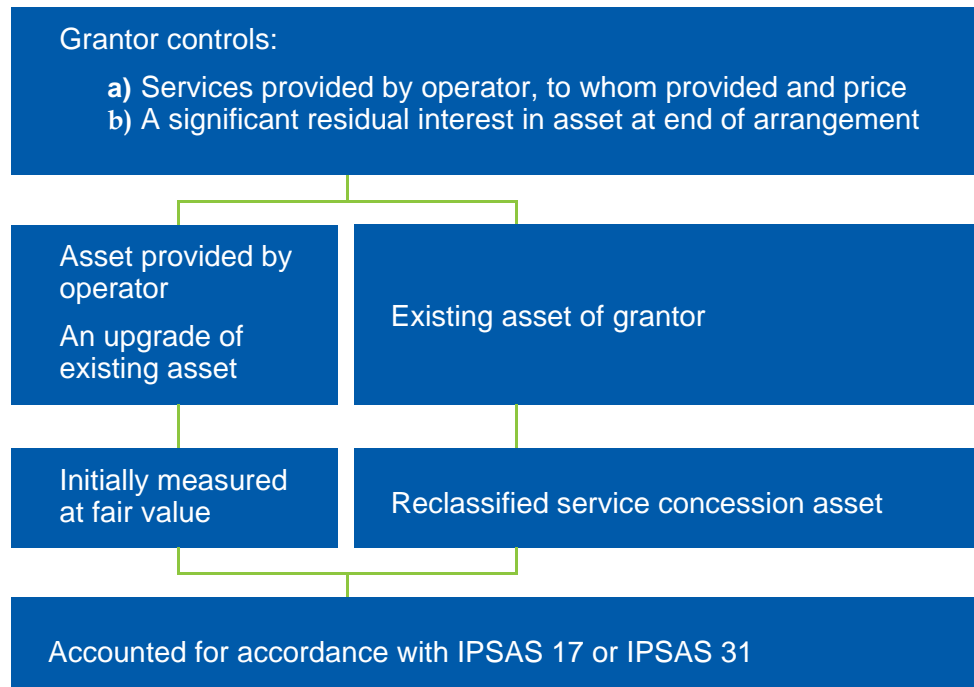 Grantor controls:
a) Services provided by operator, to whom provided and price
b) A significant residual interest in asset at end of arrangement
Asset provided by
operator
An upgrade of
existing asset
Existing asset of grantor
Initially measured
at fair value
Reclassified service concession asset
Accounted for accordance with IPSAS 17 or IPSAS 31